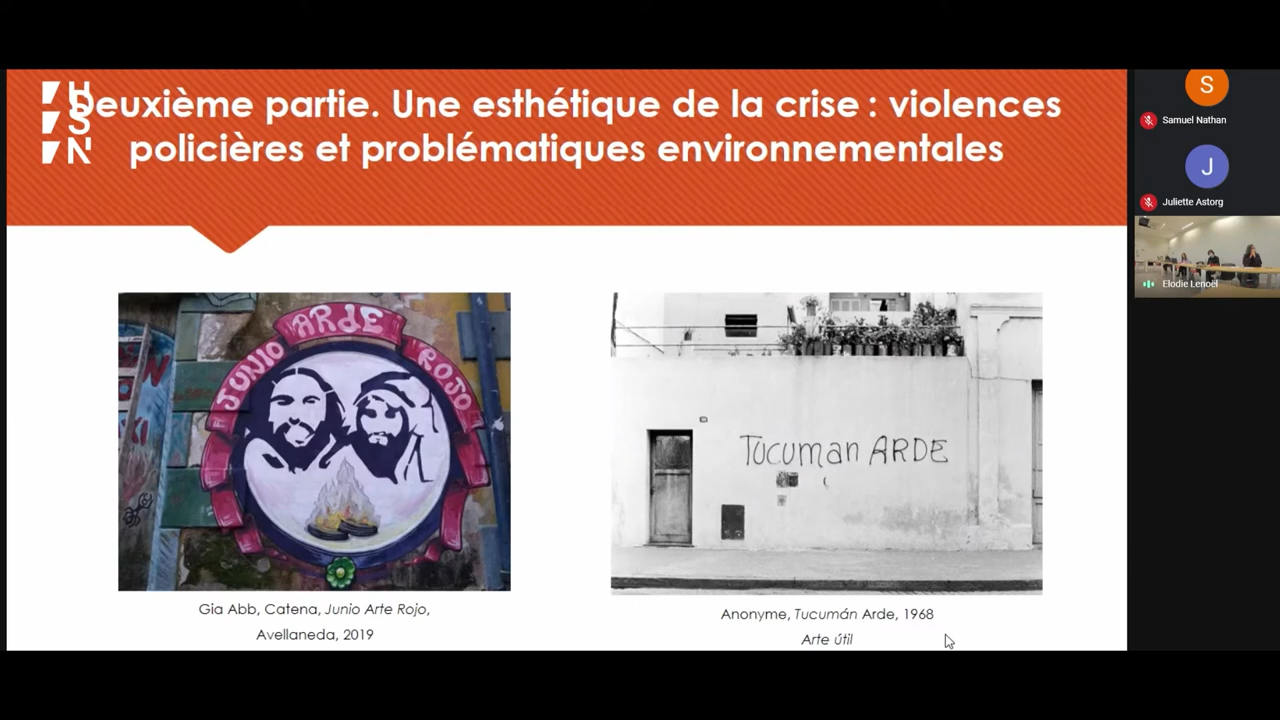 H
S
N
Deuxième partie. Une esthétique de la crise : violences
policières et problématiques environnementales
JUNIO ARDE ROJO
Tucuman ARDE
Gia Abb, Catena, Junio Arte Rojo,
Avellaneda, 2019
Anonyme, Tucumán Arde, 1968
Arte útil
S
Samuel Nathan
J
Juliette Astorg
Elodie Lenoël